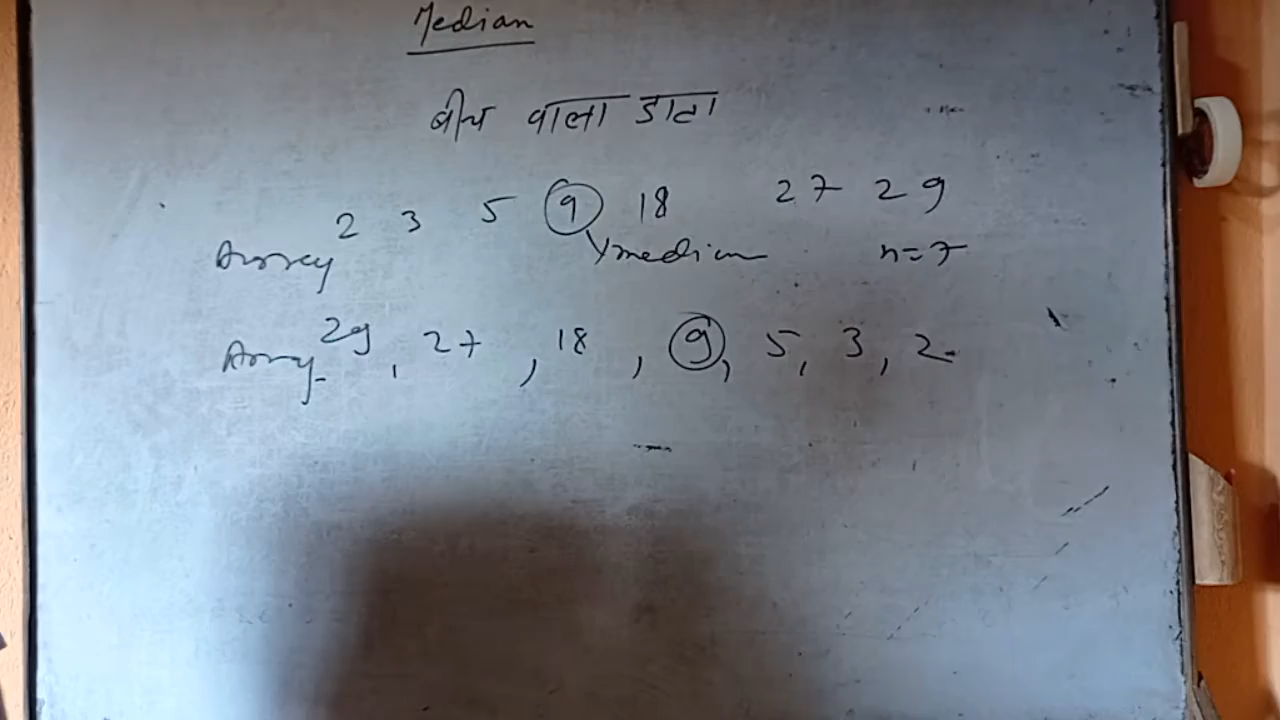 Median
बीच वाला डाटा
2 3 5 9 18 27 29
Array median n=7
Array 29, 27, 18, 9, 5, 3, 2